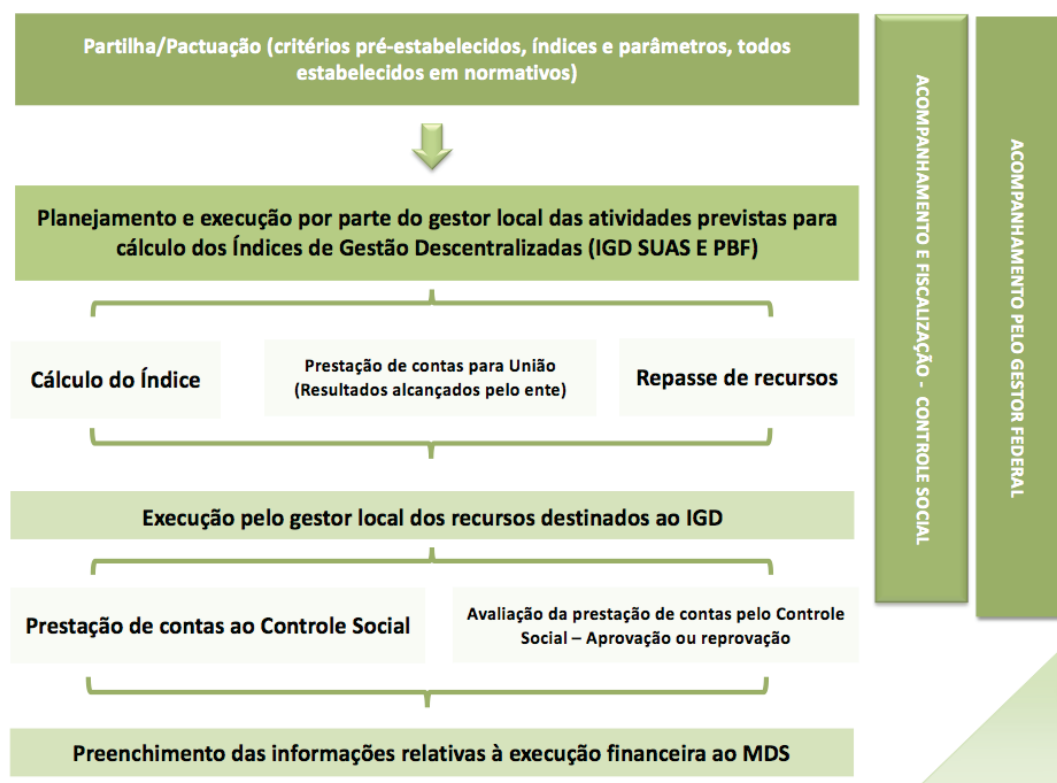 Partilha/Pactuação (critérios pré-estabelecidos, índices e parâmetros, todos
estabelecidos em normativos)
Planejamento e execução por parte do gestor local das atividades previstas para
cálculo dos Índices de Gestão Descentralizadas (IGD SUAS E PBF)
Cálculo do Índice
Prestação de contas para União
(Resultados alcançados pelo ente)
Repasse de recursos
Execução pelo gestor local dos recursos destinados ao IGD
Prestação de contas ao Controle Social
Avaliação da prestação de contas pelo Controle
Social – Aprovação ou reprovação
Preenchimento das informações relativas à execução financeira ao MDS
ACOMPANHAMENTO E FISCALIZAÇÃO - CONTROLE SOCIAL
ACOMPANHAMENTO PELO GESTOR FEDERAL